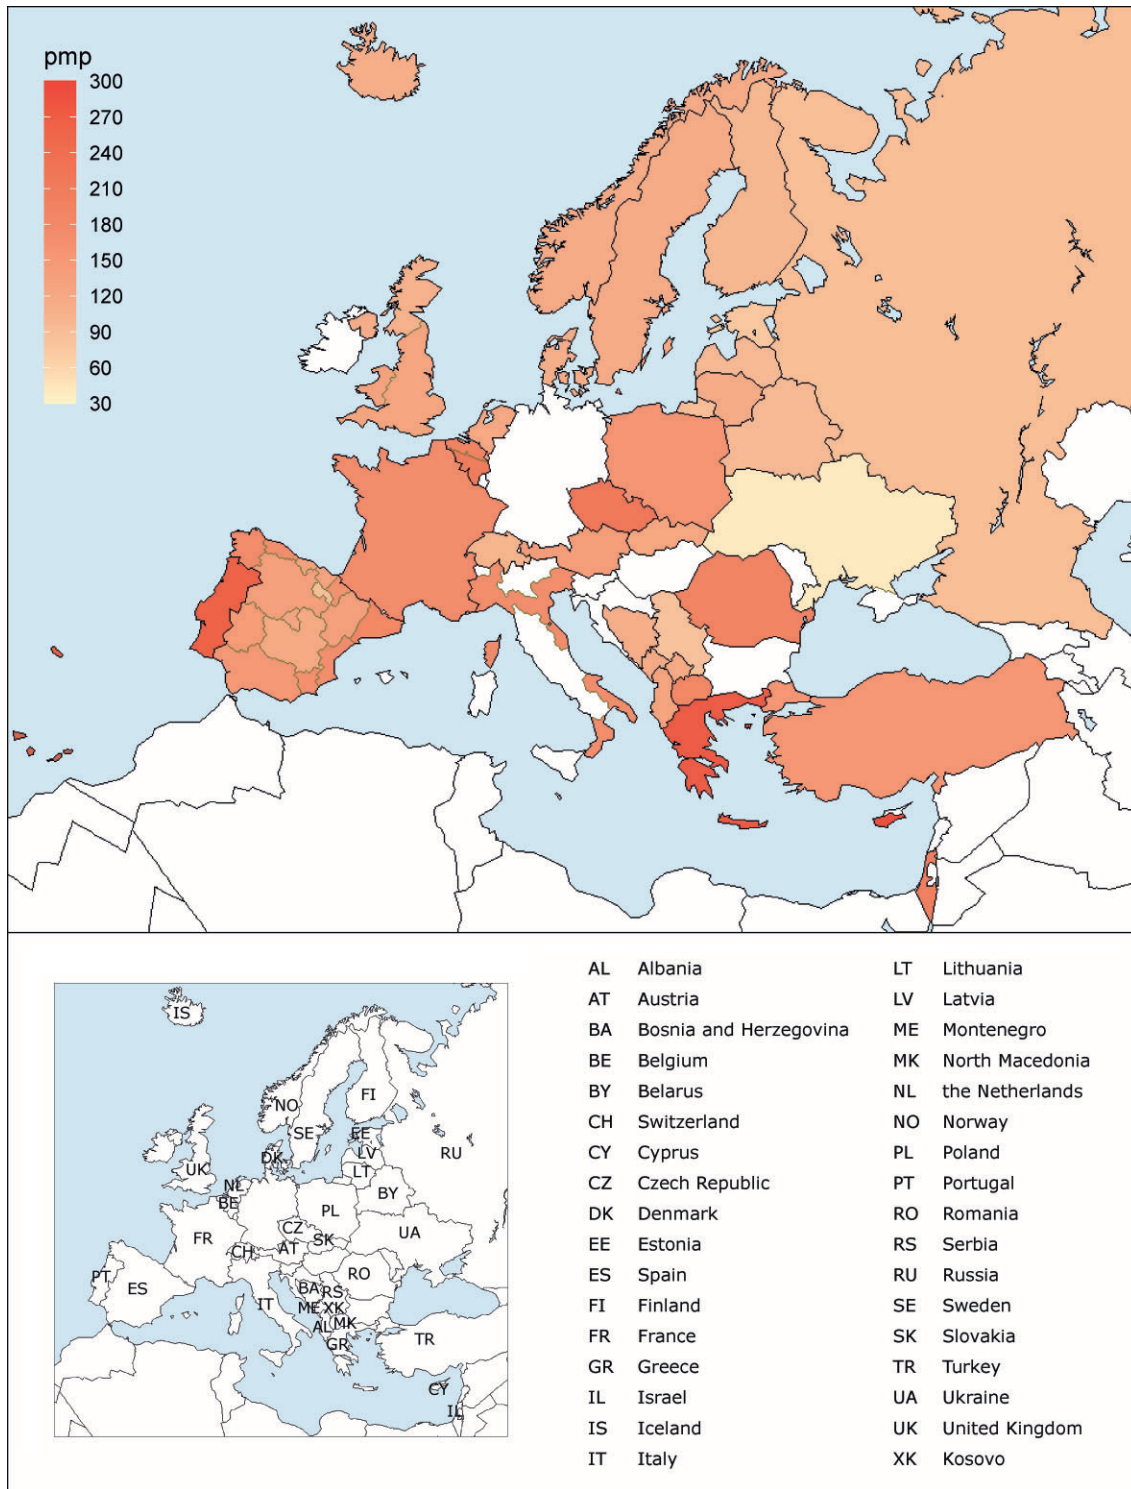 pmp
300
270
240
210
180
150
120
90
60
30
IS
NO
FI
SE
EE
LV
DK
LT
RU
UK
NL
BE
BY
PL
CZ
UA
FR
SK
CH
AT
RO
PT
ES
BA
RS
IT
ME
XK
AL
MK
GR
TR
CY
IL
AL Albania
AT Austria
BA Bosnia and Herzegovina
BE Belgium
BY Belarus
CH Switzerland
CY Cyprus
CZ Czech Republic
DK Denmark
EE Estonia
ES Spain
FI Finland
FR France
GR Greece
IL Israel
IS Iceland
IT Italy
LT Lithuania
LV Latvia
ME Montenegro
MK North Macedonia
NL the Netherlands
NO Norway
PL Poland
PT Portugal
RO Romania
RS Serbia
RU Russia
SE Sweden
SK Slovakia
TR Turkey
UA Ukraine
UK United Kingdom
XK Kosovo